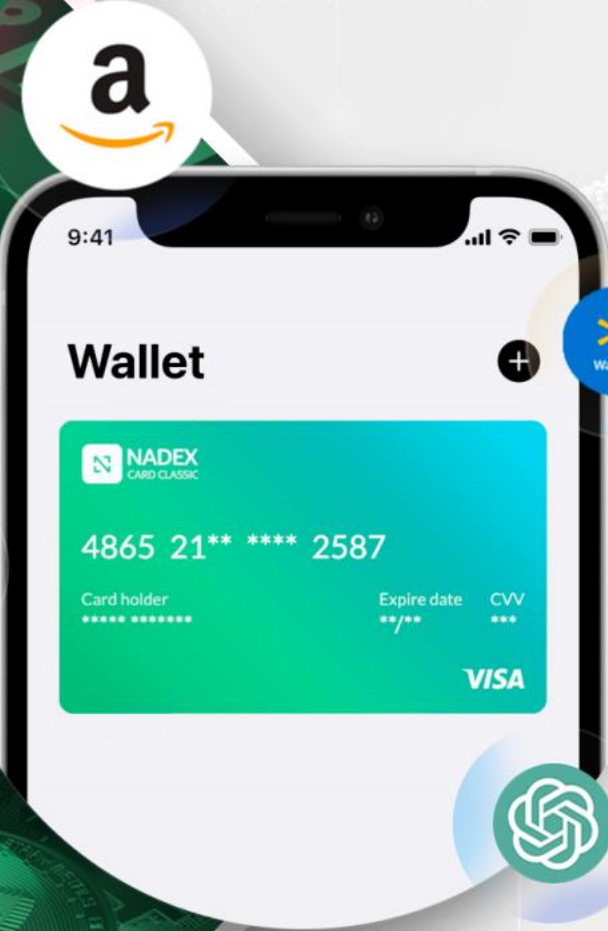 a
9:41
Wallet
NADEX
CARD CLASSIC
4865 21** **** 2587
Card holder
***** *******
Expire date CVV
**/** ***
VISA